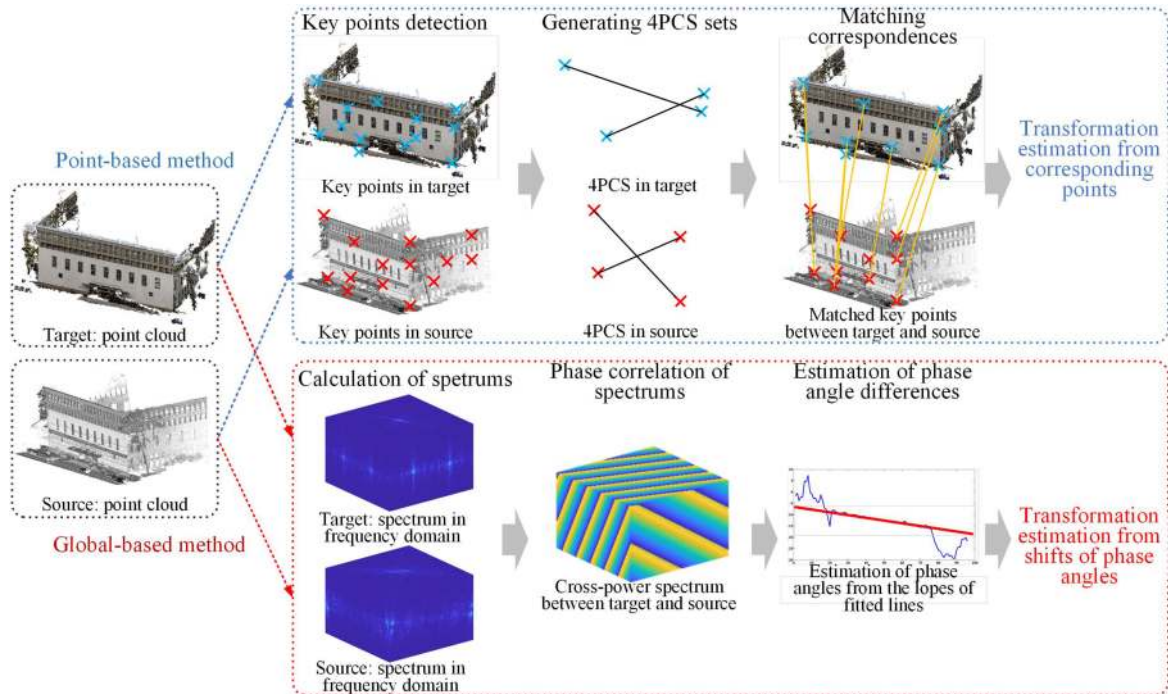 Key points detection
Generating 4PCS sets
Matching
correspondences
Key points in target
4PCS in target
Key points in source
4PCS in source
Matched key points
between target and source
Transformation
estimation from
corresponding
points
Point-based method
Target: point cloud
Source: point cloud
Global-based method
Calculation of spetrums
Phase correlation of
spectrums
Estimation of phase
angle differences
Target: spectrum in
frequency domain
Source: spectrum in
frequency domain
Cross-power spectrum
between target and source
Estimation of phase
angles from the lopes of
fitted lines
Transformation
estimation from
shifts of phase
angles